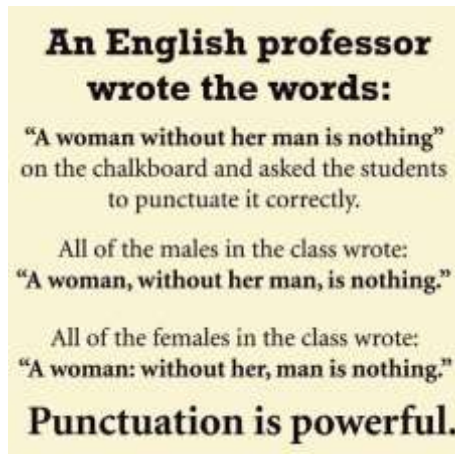 An English professor
wrote the words:
“A woman without her man is nothing”
on the chalkboard and asked the students
to punctuate it correctly.
All of the males in the class wrote:
“A woman, without her man, is nothing.”
All of the females in the class wrote:
“A woman: without her, man is nothing.”
Punctuation is powerful.